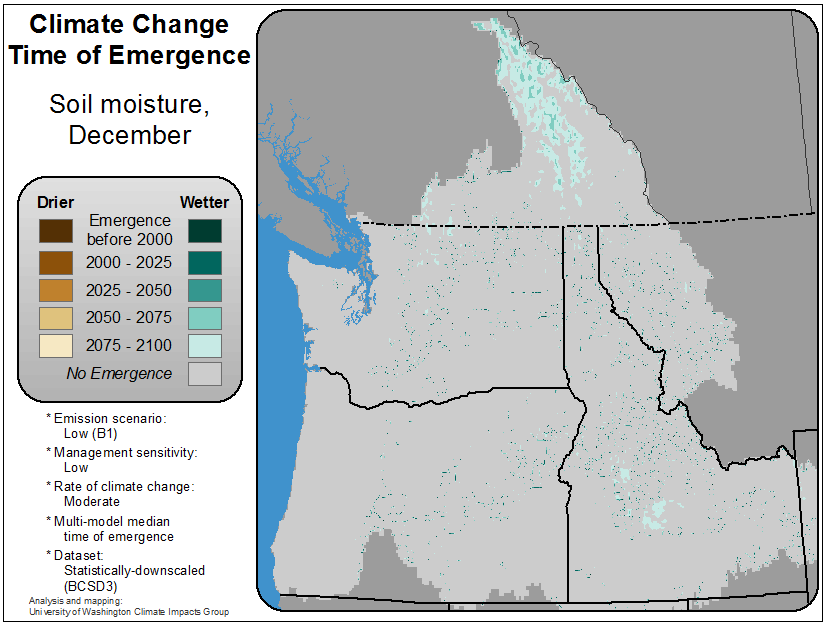 Climate Change
Time of Emergence
Soil moisture,
December
Drier
Wetter
Emergence
before 2000
2000 - 2025
2025 - 2050
2050 - 2075
2075 - 2100
No Emergence
* Emission scenario:
Low (B1)
* Management sensitivity:
Low
* Rate of climate change:
Moderate
* Multi-model median
time of emergence
* Dataset:
Statistically-downscaled
(BCSD3)
Analysis and mapping:
University of Washington Climate Impacts Group